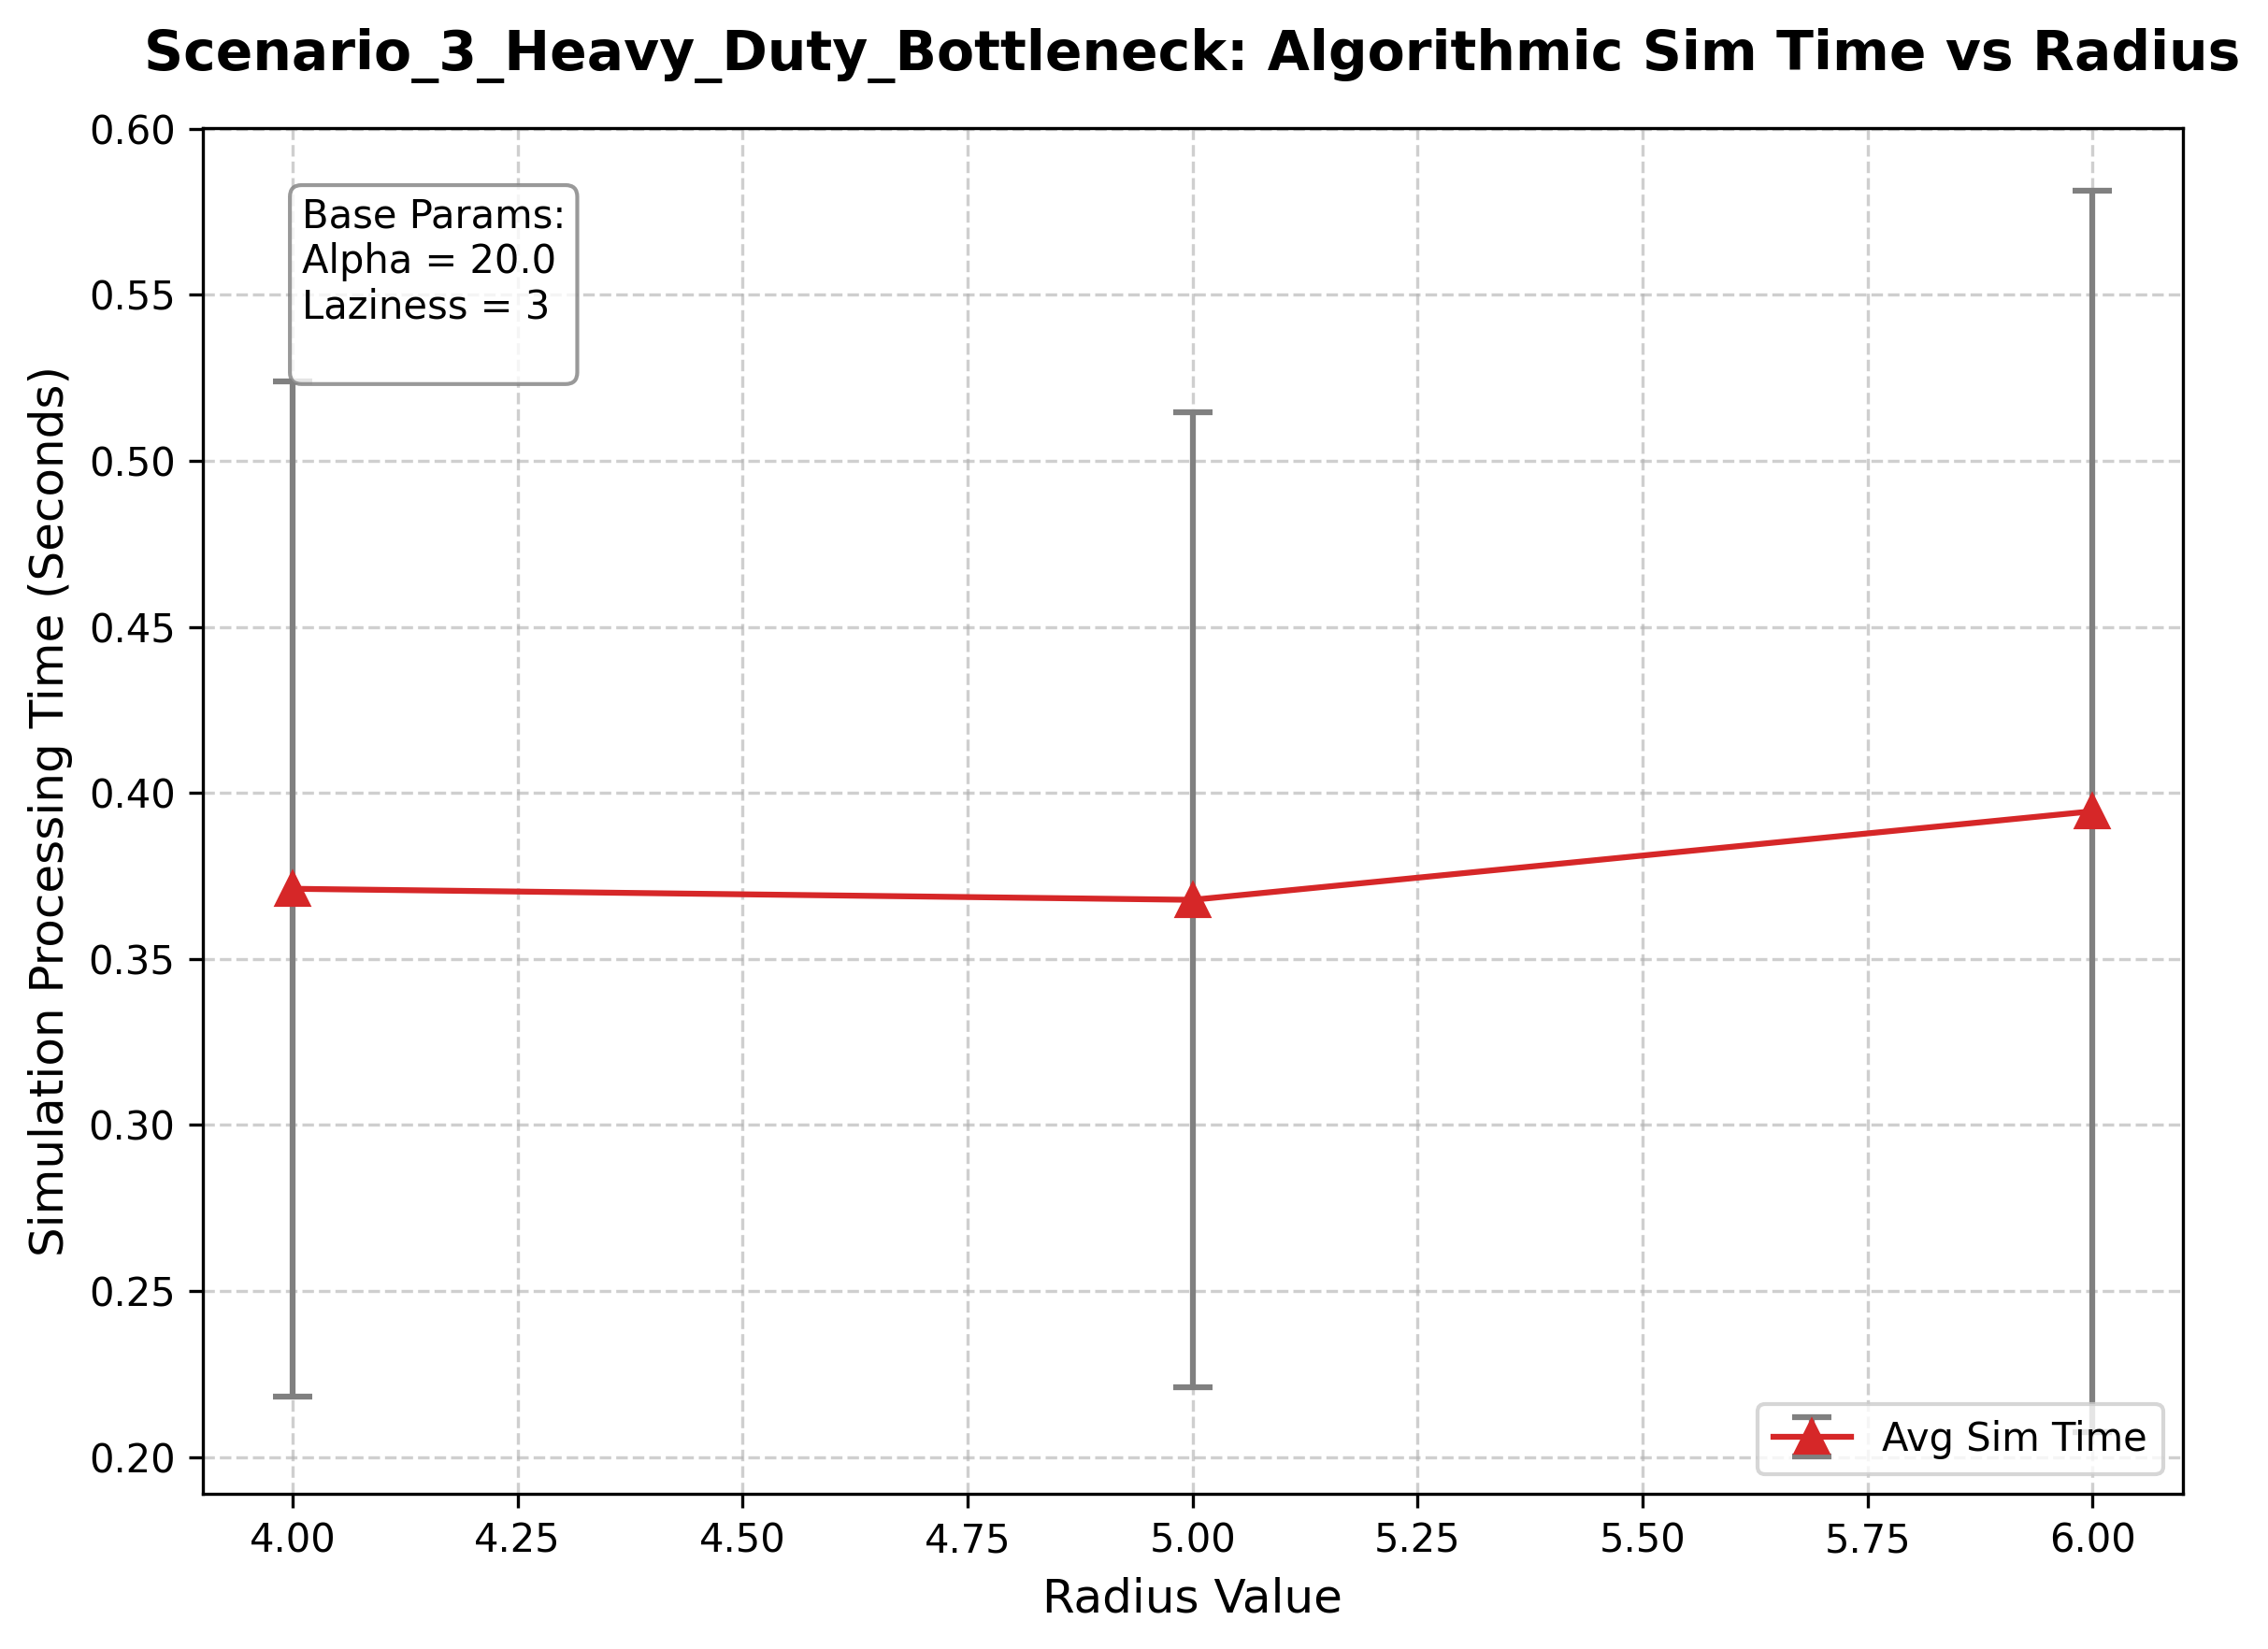 Scenario_3_Heavy_Duty_Bottleneck: Algorithmic Sim Time vs Radius
Simulation Processing Time (Seconds)
0.60
0.55
0.50
0.45
0.40
0.35
0.30
0.25
0.20
Base Params:
Alpha = 20.0
Laziness = 3
Avg Sim Time
4.00 4.25 4.50 4.75 5.00 5.25 5.50 5.75 6.00
Radius Value